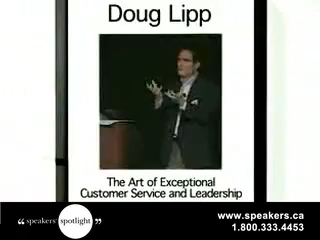 Doug Lipp
The Art of Exceptional
Customer Service and Leadership
“speakers’ spotlight”
www.speakers.ca
1.800.333.4453